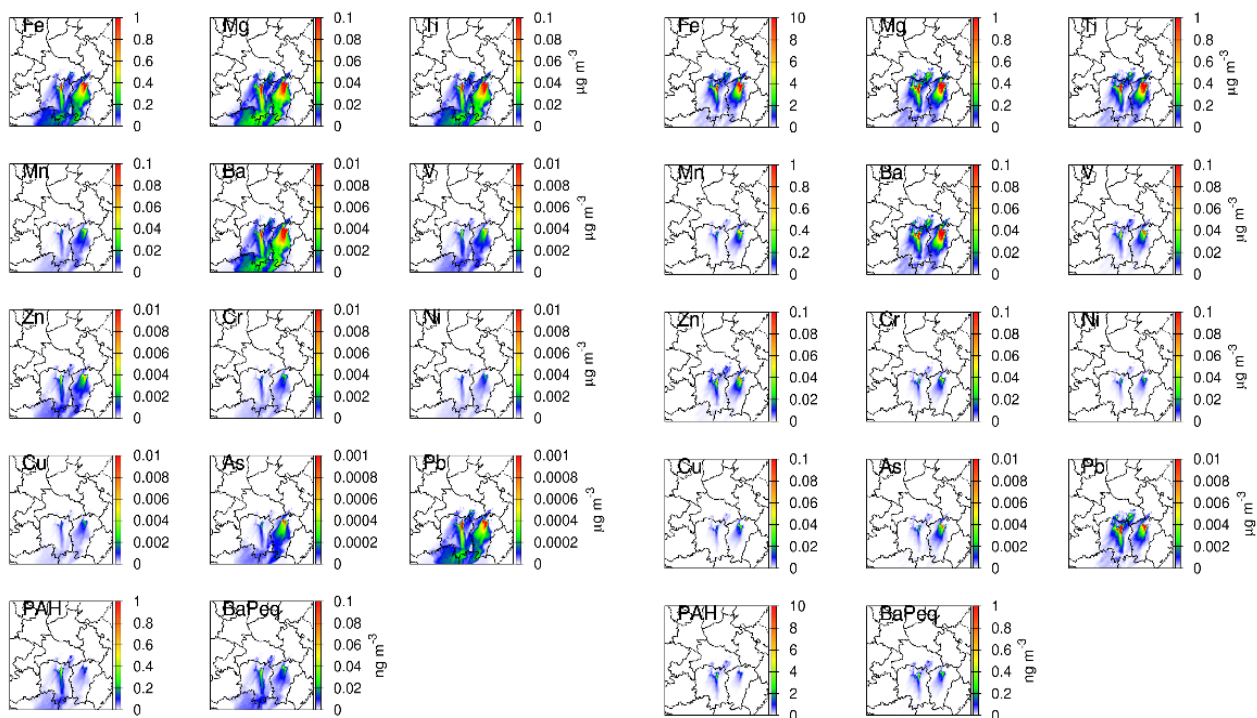 Fe 1 0.8 0.6 0.4 0.2 0
Mg 0.1 0.08 0.06 0.04 0.02 0
Ti 0.1 0.08 0.06 0.04 0.02 0 μg m⁻³
Fe 10 8 6 4 2 0
Mg 1 0.8 0.6 0.4 0.2 0
Ti 1 0.8 0.6 0.4 0.2 0 μg m⁻³
Mn 0.1 0.08 0.06 0.04 0.02 0
Ba 0.01 0.008 0.006 0.004 0.002 0
V 0.01 0.008 0.006 0.004 0.002 0 μg m⁻³
Mn 1 0.8 0.6 0.4 0.2 0
Ba 0.1 0.08 0.06 0.04 0.02 0
V 0.1 0.08 0.06 0.04 0.02 0 μg m⁻³
Zn 0.01 0.008 0.006 0.004 0.002 0
Cr 0.01 0.008 0.006 0.004 0.002 0
Ni 0.01 0.008 0.006 0.004 0.002 0 μg m⁻³
Zn 0.1 0.08 0.06 0.04 0.02 0
Cr 0.1 0.08 0.06 0.04 0.02 0
Ni 0.1 0.08 0.06 0.04 0.02 0 μg m⁻³
Cu 0.01 0.008 0.006 0.004 0.002 0
As 0.001 0.0008 0.0006 0.0004 0.0002 0
Pb 0.001 0.0008 0.0006 0.0004 0.0002 0 μg m⁻³
Cu 0.1 0.08 0.06 0.04 0.02 0
As 0.01 0.008 0.006 0.004 0.002 0
Pb 0.01 0.008 0.006 0.004 0.002 0 μg m⁻³
PAH 1 0.8 0.6 0.4 0.2 0
BaPeq 0.1 0.08 0.06 0.04 0.02 0 ng m⁻³
PAH 10 8 6 4 2 0
BaPeq 1 0.8 0.6 0.4 0.2 0 ng m⁻³